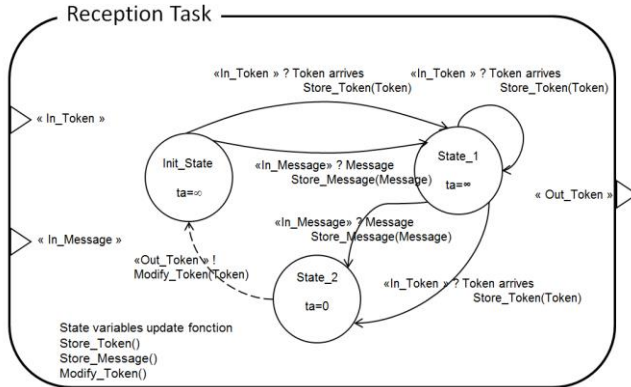 Reception Task
«In_Token » ? Token arrives
Store_Token(Token)
«In_Token » ? Token arrives
Store_Token(Token)
« In_Token »
Init_State
ta=∞
State_1
ta=∞
«In_Message» ? Message
Store_Message(Message)
« Out_Token »
«In_Message» ? Message
Store_Message(Message)
« In_Message »
«Out_Token» !
Modify_Token(Token)
State_2
ta=0
«In_Token » ? Token arrives
Store_Token(Token)
State variables update fonction
Store_Token()
Store_Message()
Modify_Token()